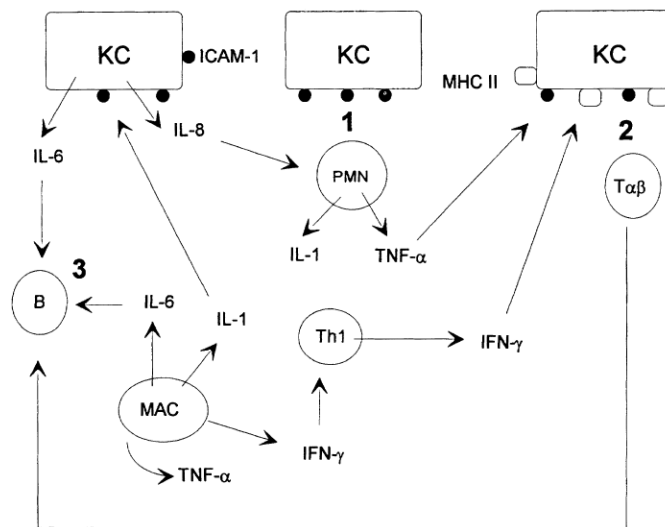 KC
ICAM-1
KC
KC
MHC II
1
2
IL-8
IL-6
PMN
Tαβ
IL-1
TNF-α
3
B
IL-6
IL-1
Th1
IFN-γ
MAC
IFN-γ
TNF-α